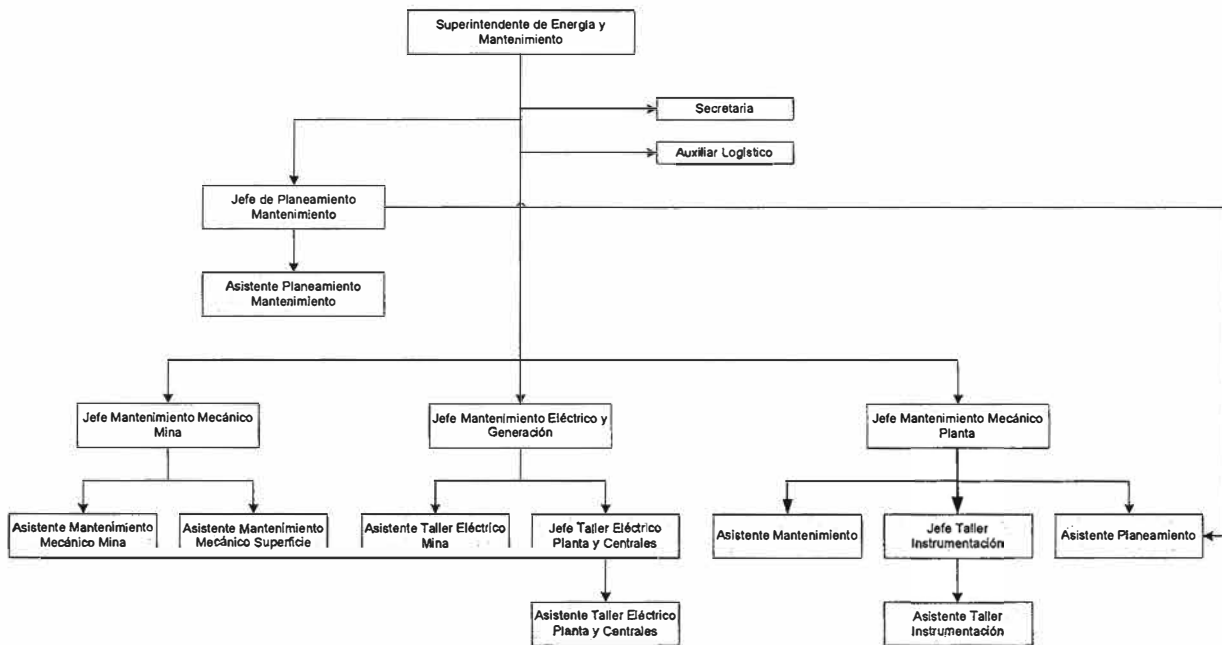 Superintendente de Energía y
Mantenimiento
Secretaria
Auxiliar Logístico
Jefe de Planeamiento
Mantenimiento
Asistente Planeamiento
Mantenimiento
Jefe Mantenimiento Mecánico
Mina
Jefe Mantenimiento Eléctrico y
Generación
Jefe Mantenimiento Mecánico
Planta
Asistente Mantenimiento
Mecánico Mina
Asistente Mantenimiento
Mecánico Superficie
Asistente Taller Eléctrico
Mina
Jefe Taller Eléctrico
Planta y Centrales
Asistente Mantenimiento
Jefe Taller
Instrumentación
Asistente Planeamiento
Asistente Taller Eléctrico
Planta y Centrales
Asistente Taller
Instrumentación